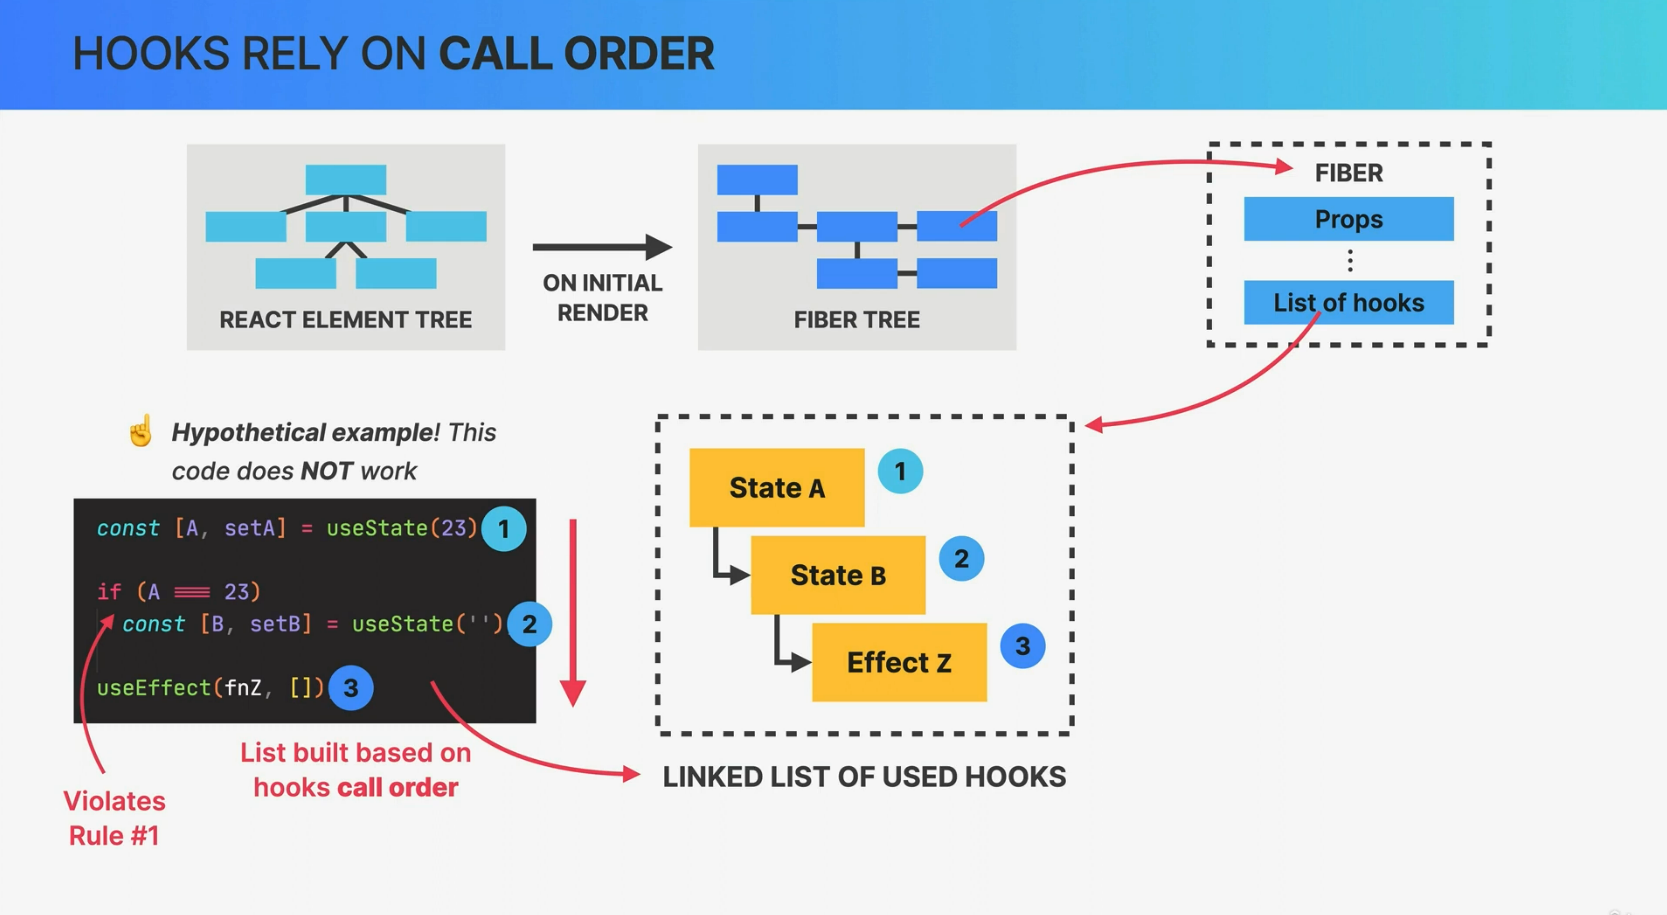 HOOKS RELY ON CALL ORDER
REACT ELEMENT TREE
ON INITIAL
RENDER
FIBER TREE
FIBER
Props
List of hooks
☝️ Hypothetical example! This
code does NOT work
const [A, setA] = useState(23) 1
if (A === 23)
const [B, setB] = useState('') 2
useEffect(fnZ, []) 3
Violates
Rule #1
List built based on
hooks call order
State A 1
State B 2
Effect Z 3
LINKED LIST OF USED HOOKS